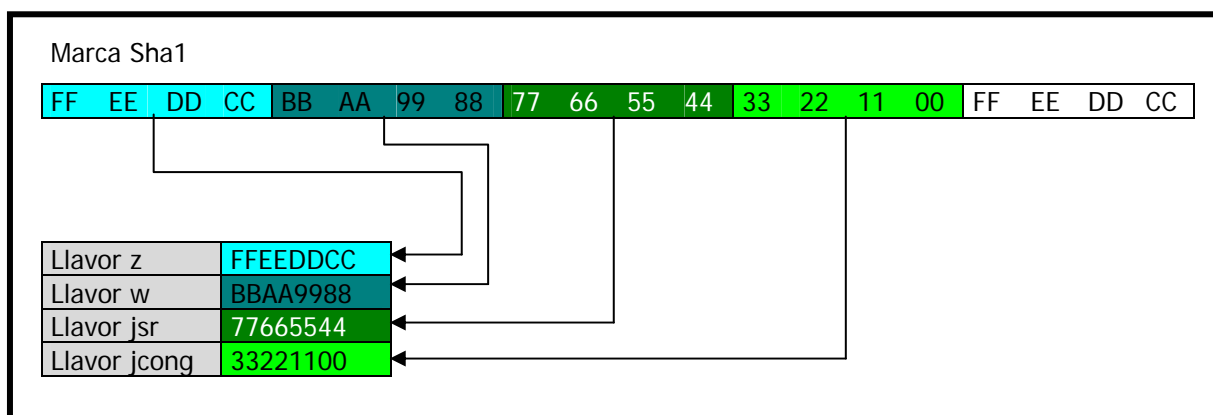 Marca Sha1
FF EE DD CC BB AA 99 88 77 66 55 44 33 22 11 00 FF EE DD CC
Llavor z FFEEDDCC
Llavor w BBAA9988
Llavor jsr 77665544
Llavor jcong 33221100